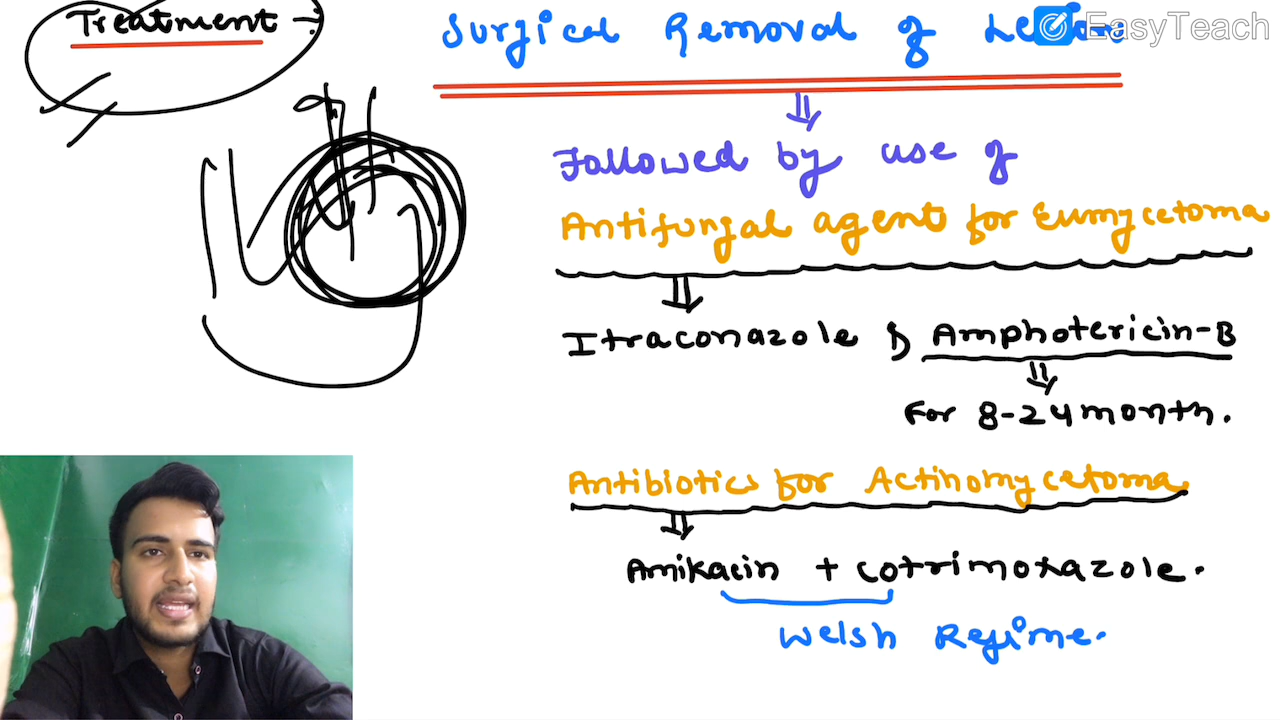 Treatment :-
Surgical Removal of Lesion
EasyTeach
Followed by use of
Antifungal agent for Eumycetoma
Itraconazole & Amphotericin-B
For 8-24 month.
Antibiotics for Actinomycetoma
Amikacin + cotrimoxazole.
Welsh Regime.